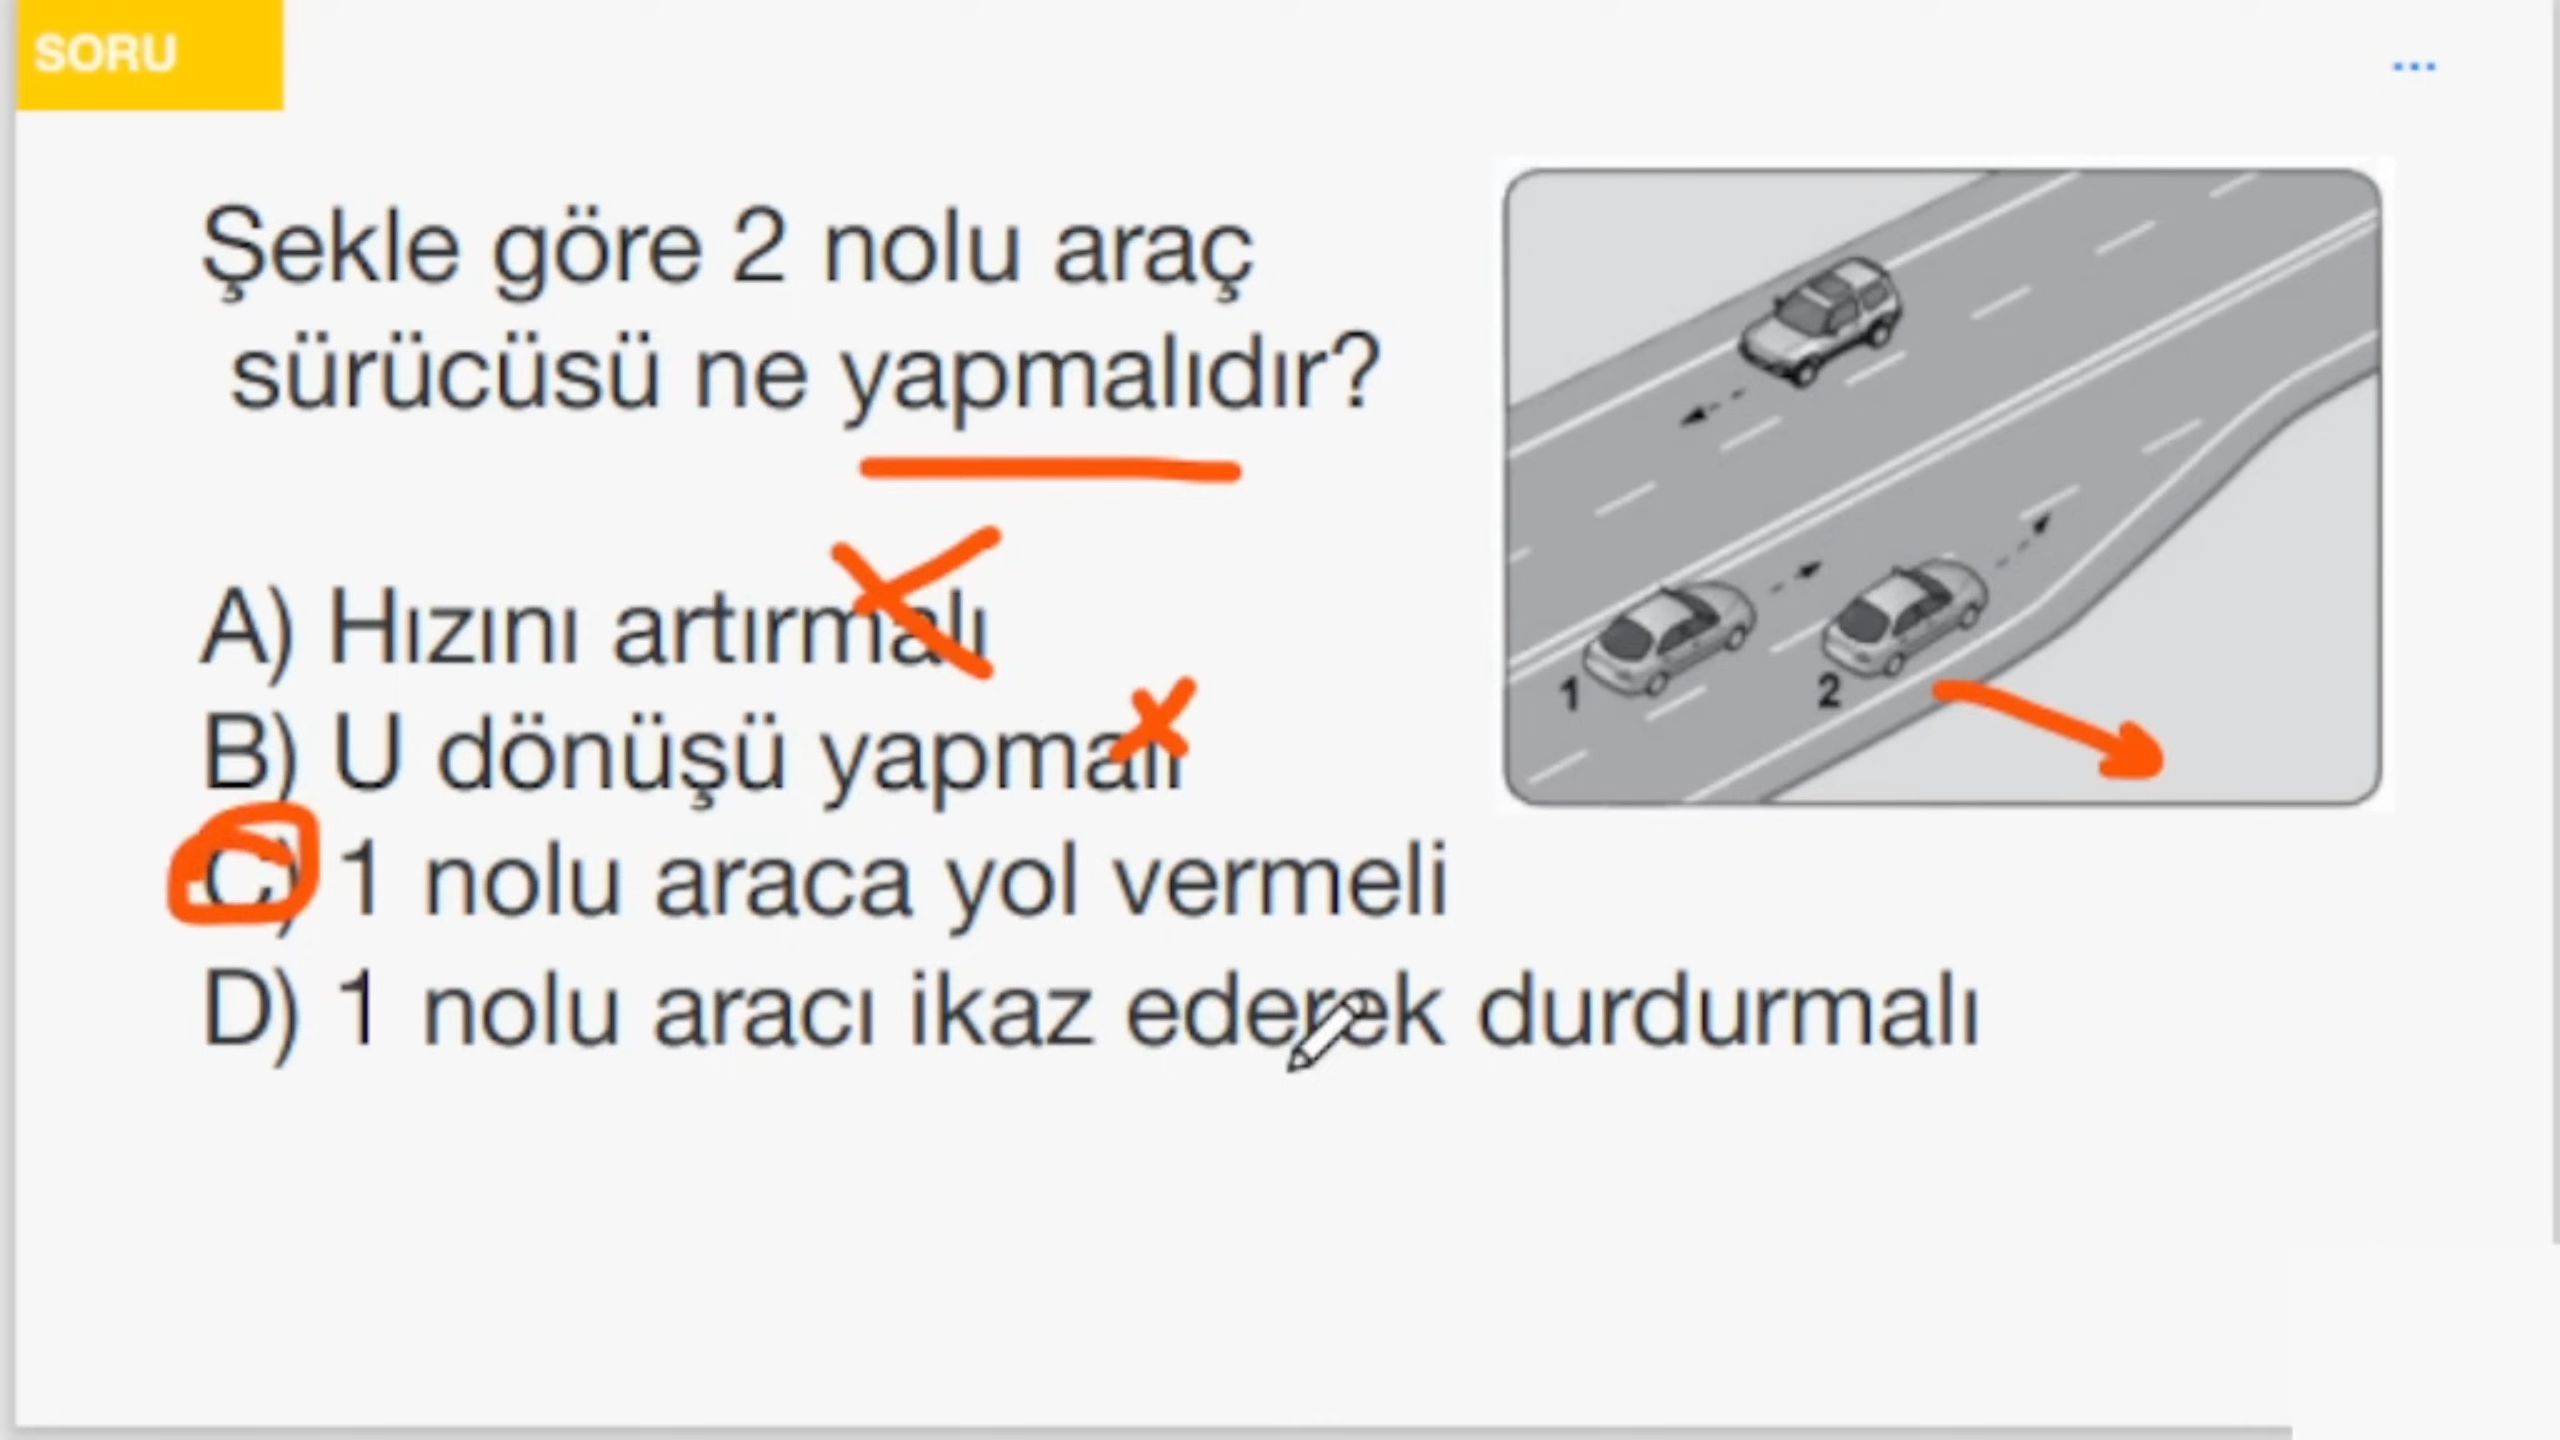 SORU
Şekle göre 2 nolu araç
sürücüsü ne yapmalıdır?
A) Hızını artırmalı
B) U dönüşü yapmalı
C) 1 nolu araca yol vermeli
D) 1 nolu aracı ikaz ederek durdurmalı
1
2